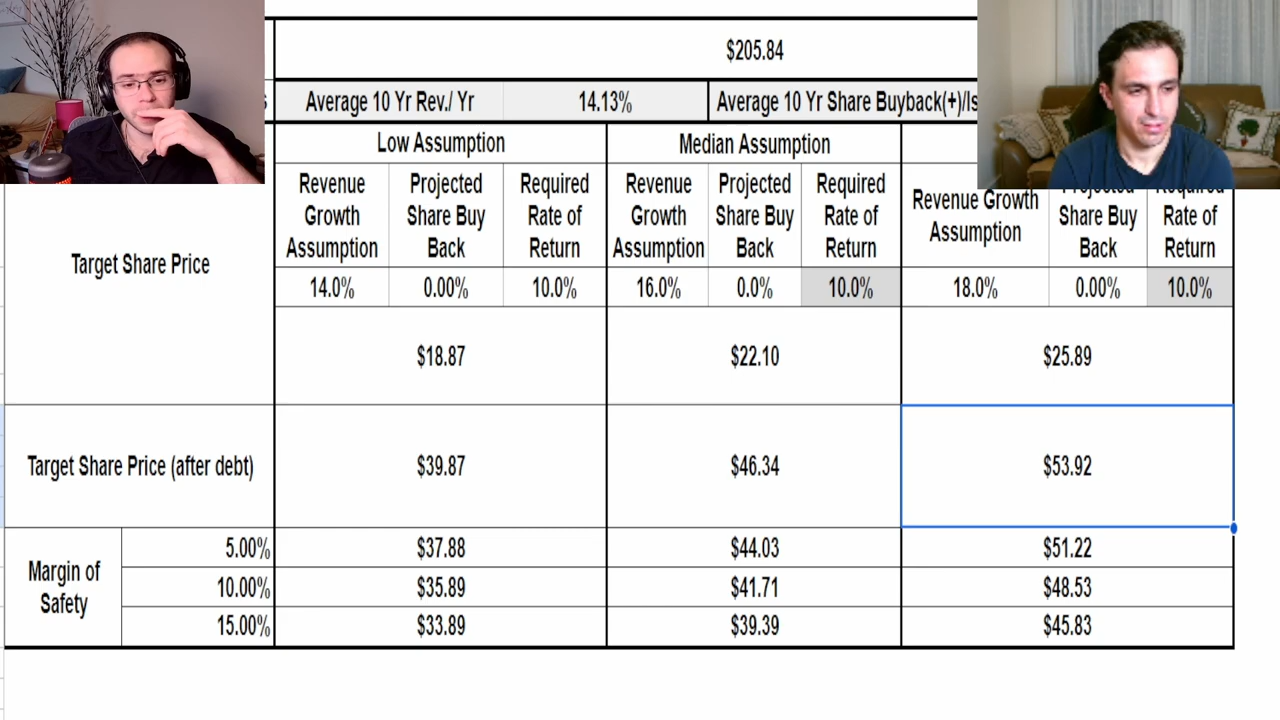 $205.84
Average 10 Yr Rev./ Yr 14.13% Average 10 Yr Share Buyback(+)/Is
Low Assumption Median Assumption
Target Share Price
Revenue Growth Assumption Projected Share Buy Back Required Rate of Return Revenue Growth Assumption Projected Share Buy Back Required Rate of Return Revenue Growth Assumption Projected Share Buy Back Required Rate of Return
14.0% 0.00% 10.0% 16.0% 0.0% 10.0% 18.0% 0.00% 10.0%
$18.87 $22.10 $25.89
Target Share Price (after debt) $39.87 $46.34 $53.92
Margin of Safety
5.00% $37.88 $44.03 $51.22
10.00% $35.89 $41.71 $48.53
15.00% $33.89 $39.39 $45.83